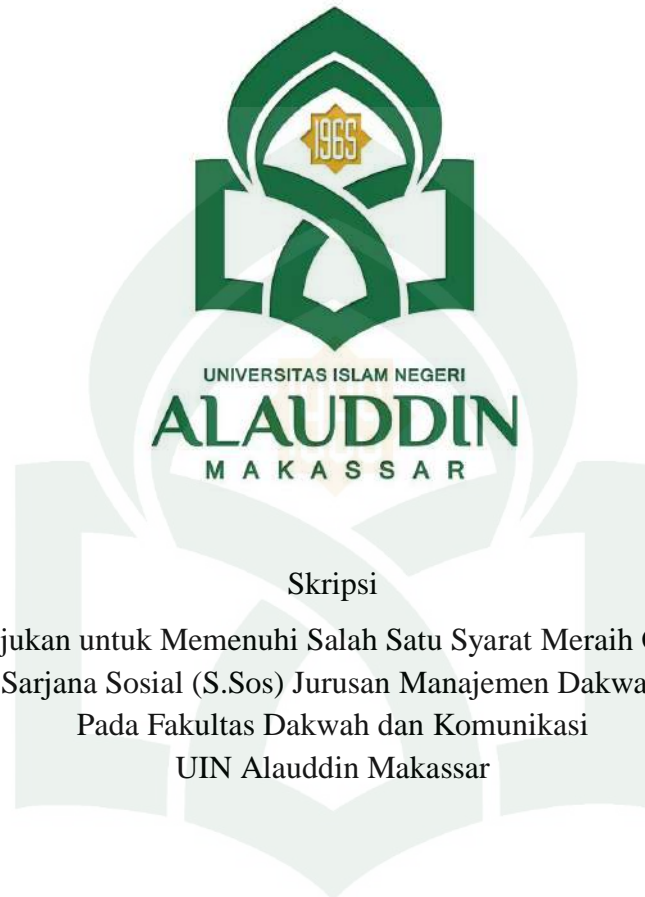 1965
UNIVERSITAS ISLAM NEGERI
ALAUDDIN
MAKASSAR
Skripsi
jukan untuk Memenuhi Salah Satu Syarat Meraih
Sarjana Sosial (S.Sos) Jurusan Manajemen Dakwa
Pada Fakultas Dakwah dan Komunikasi
UIN Alauddin Makassar